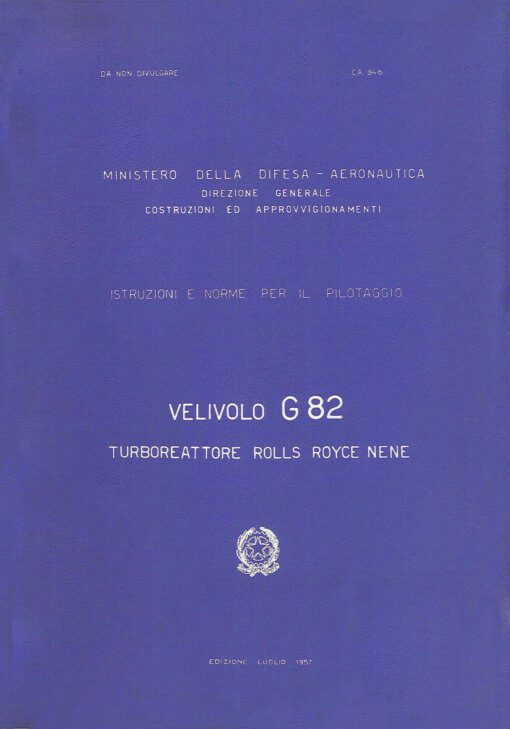 DA NON DIVULGARE CA 846
MINISTERO DELLA DIFESA - AERONAUTICA
DIREZIONE GENERALE
COSTRUZIONI ED APPROVVIGIONAMENTI
ISTRUZIONI E NORME PER IL PILOTAGGIO
VELIVOLO G 82
TURBOREATTORE ROLLS ROYCE NENE
EDIZIONE LUGLIO 1957